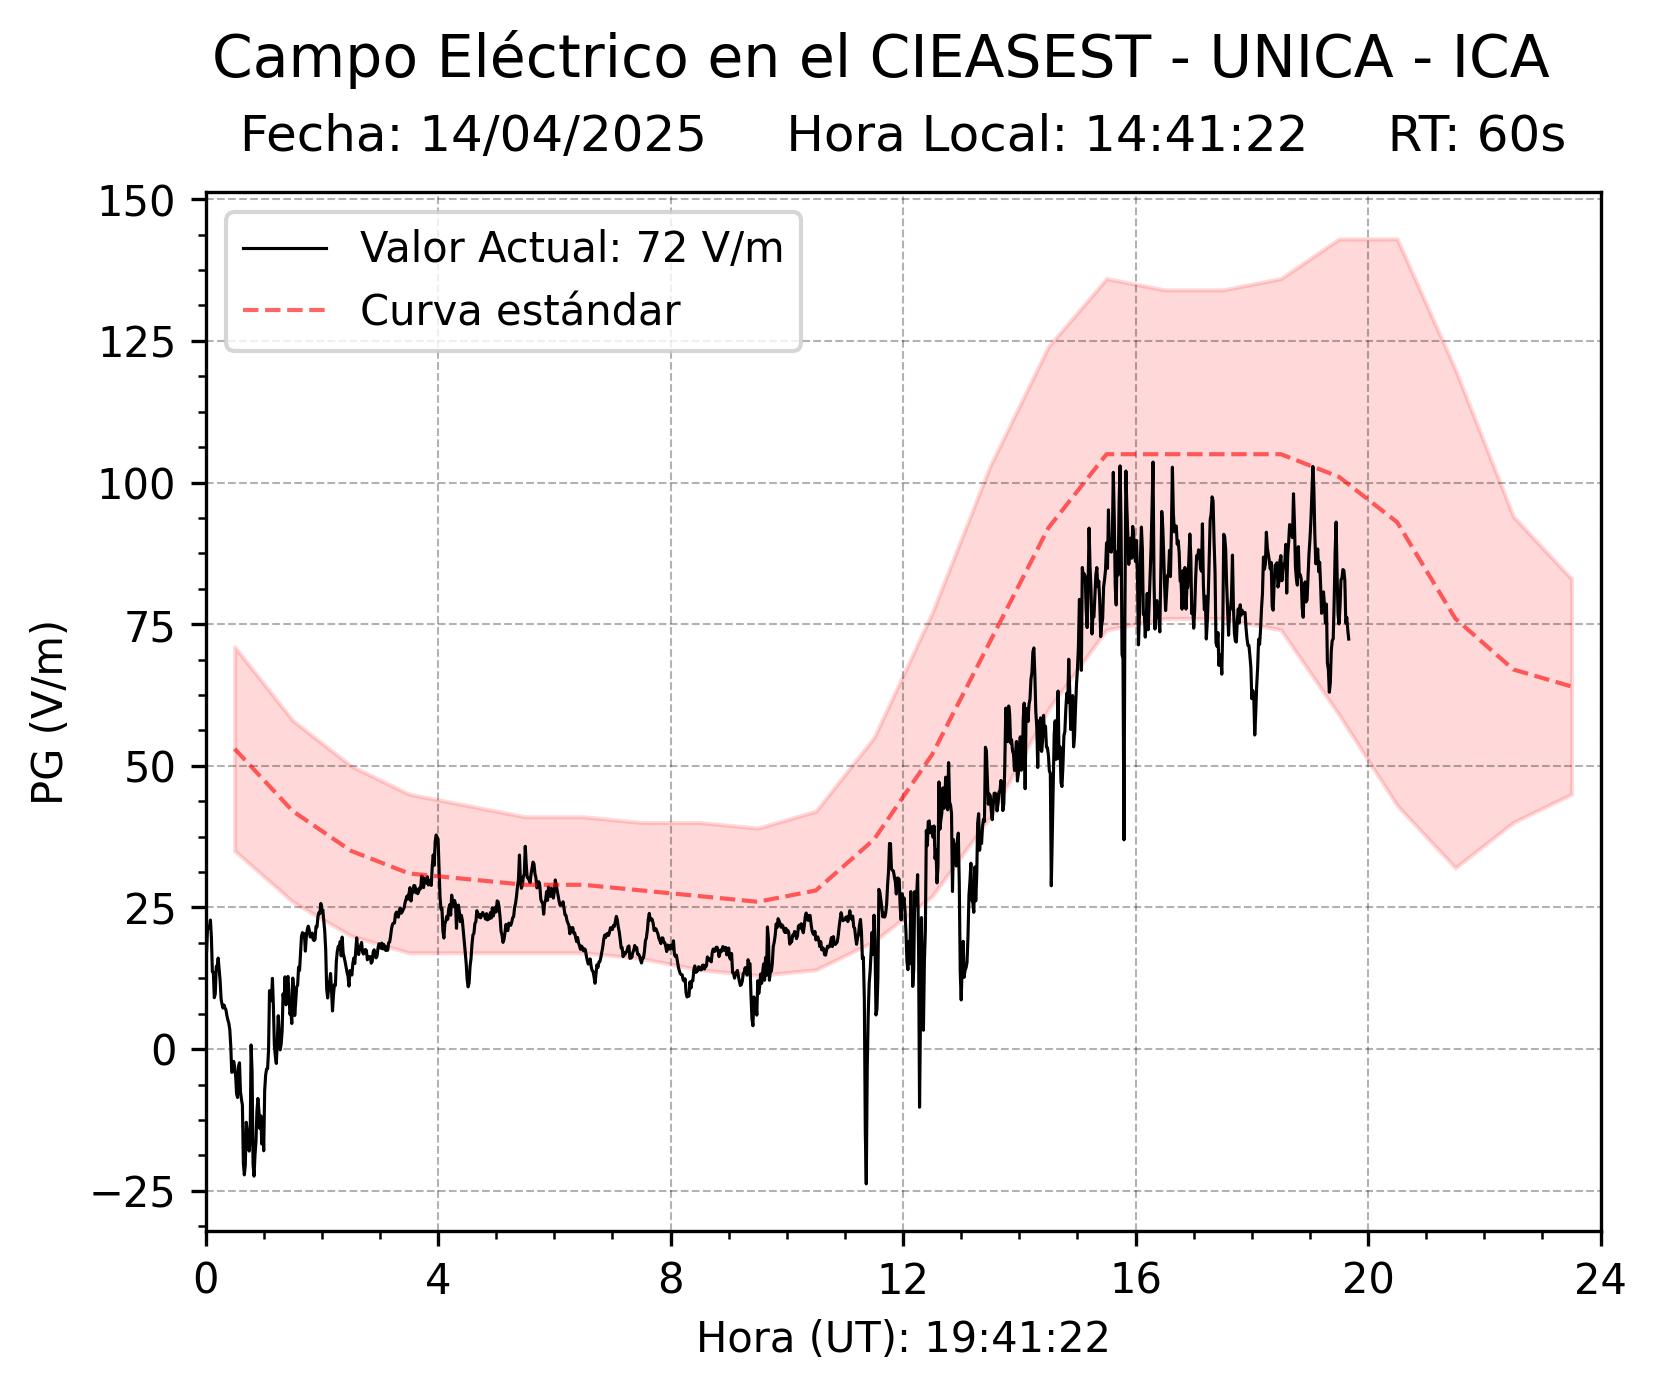 Campo Eléctrico en el CIEASEST - UNICA - ICA
Fecha: 14/04/2025 Hora Local: 14:41:22 RT: 60s
Valor Actual: 72 V/m
Curva estándar
PG (V/m)
150
125
100
75
50
25
0
−25
0 4 8 12 16 20 24
Hora (UT): 19:41:22